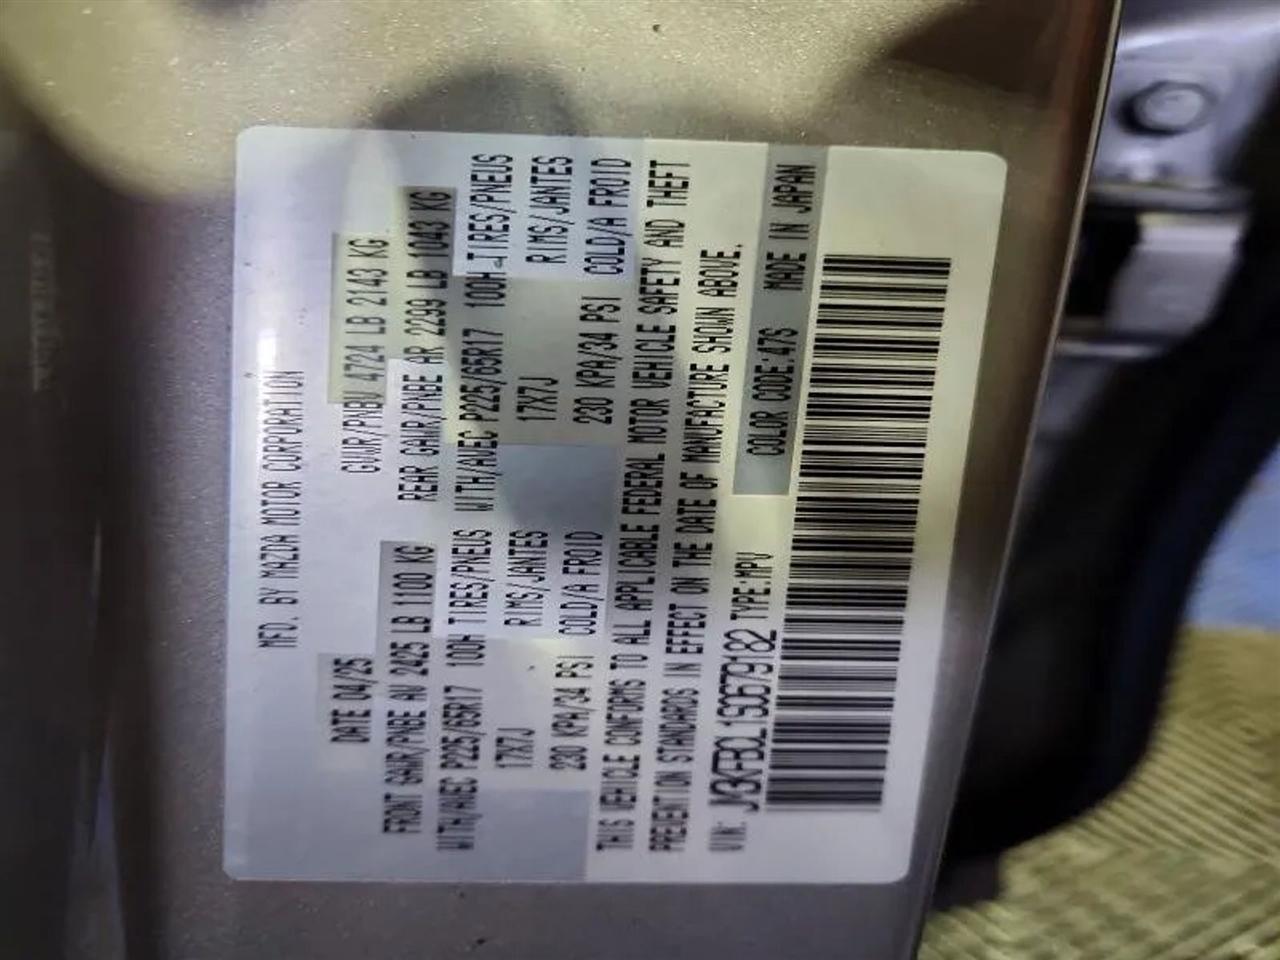 MFD. BY MAZDA MOTOR CORPORATION
DATE 04/25 GVWR/PNBV 4724 LB 2143 KG
FRONT GAWR/PNBE AV 2425 LB 1100 KG REAR GAWR/PNBE AR 2299 LB 1043 KG
WITH/AVEC P225/65R17 100H TIRES/PNEUS WITH/AVEC P225/65R17 100H TIRES/PNEUS
17X7J RIMS/JANTES 17X7J RIMS/JANTES
230 KPA/34 PSI COLD/A FROID 230 KPA/34 PSI COLD/A FROID
THIS VEHICLE CONFORMS TO ALL APPLICABLE FEDERAL MOTOR VEHICLE SAFETY AND THEFT
PREVENTION STANDARDS IN EFFECT ON THE DATE OF MANUFACTURE SHOWN ABOVE.
VIN: JM3KFBCL1S0679182 TYPE:MPV COLOR CODE:47S MADE IN JAPAN